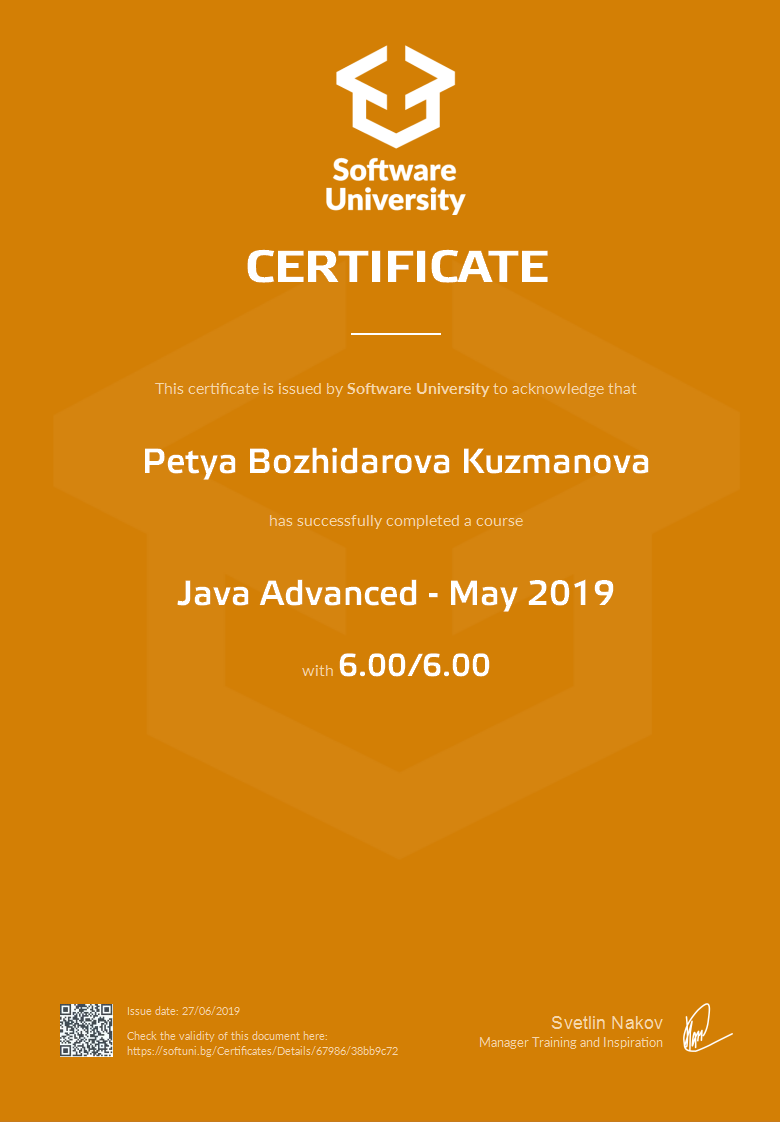 Software
University
CERTIFICATE
This certificate is issued by Software University to acknowledge that
Petya Bozhidarova Kuzmanova
has successfully completed a course
Java Advanced - May 2019
with 6.00/6.00
Issue date: 27/06/2019
Check the validity of this document here:
https://softuni.bg/Certificates/Details/67986/38bb9c72
Svetlin Nakov
Manager Training and Inspiration